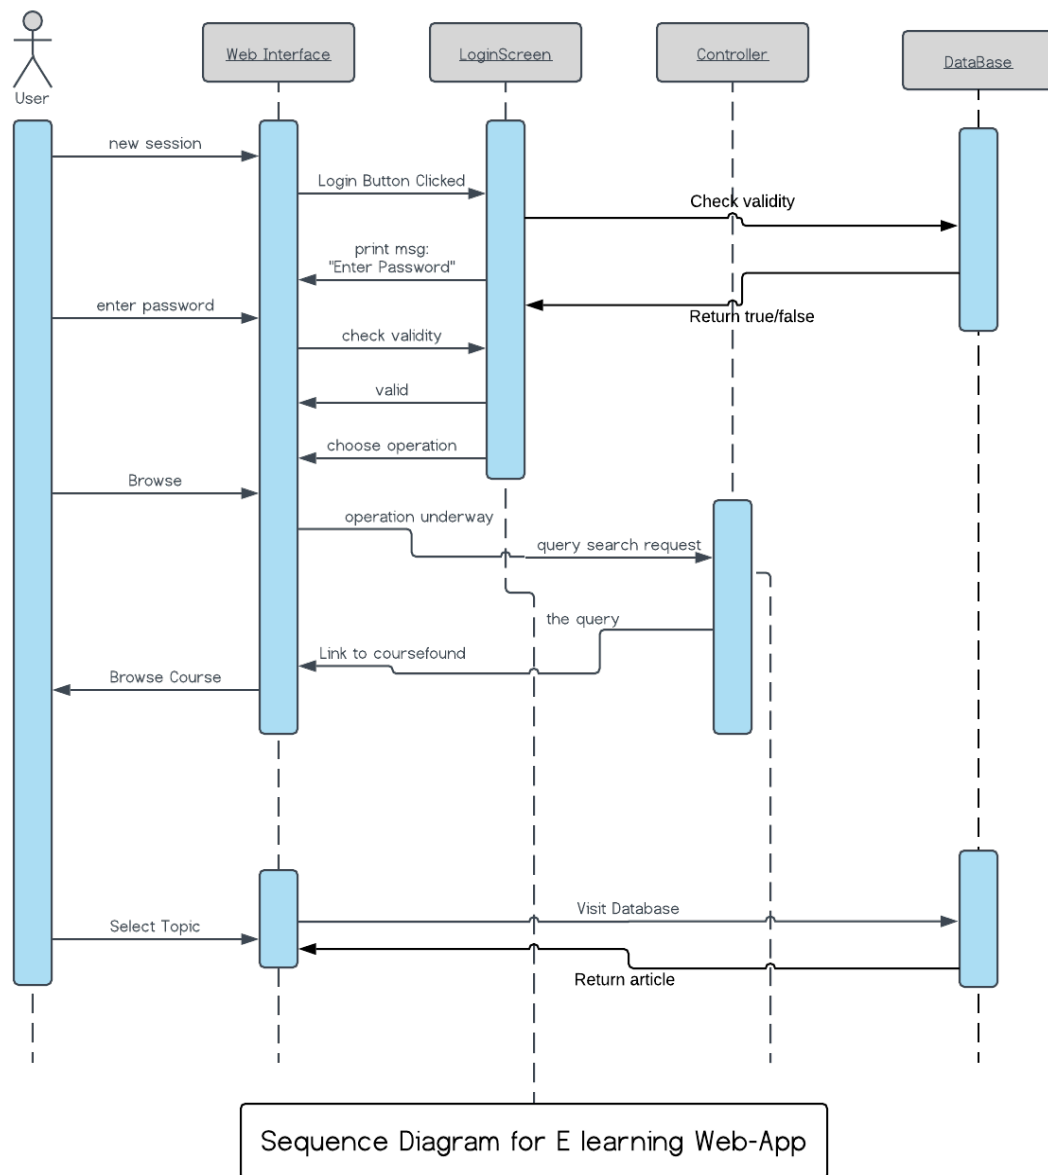 User
Web Interface
LoginScreen
Controller
DataBase
new session
Login Button Clicked
Check validity
print msg:
"Enter Password"
enter password
Return true/false
check validity
valid
choose operation
Browse
operation underway
query search request
the query
Link to coursefound
Browse Course
Visit Database
Select Topic
Return article
Sequence Diagram for E learning Web-App